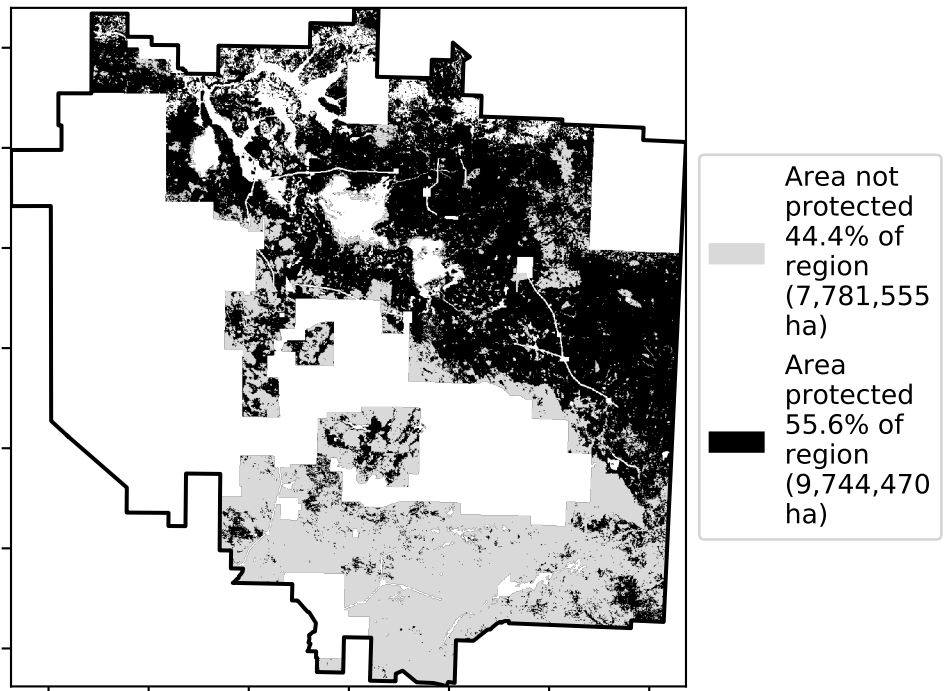 Area not
protected
44.4% of
region
(7,781,555
ha)
Area
protected
55.6% of
region
(9,744,470
ha)